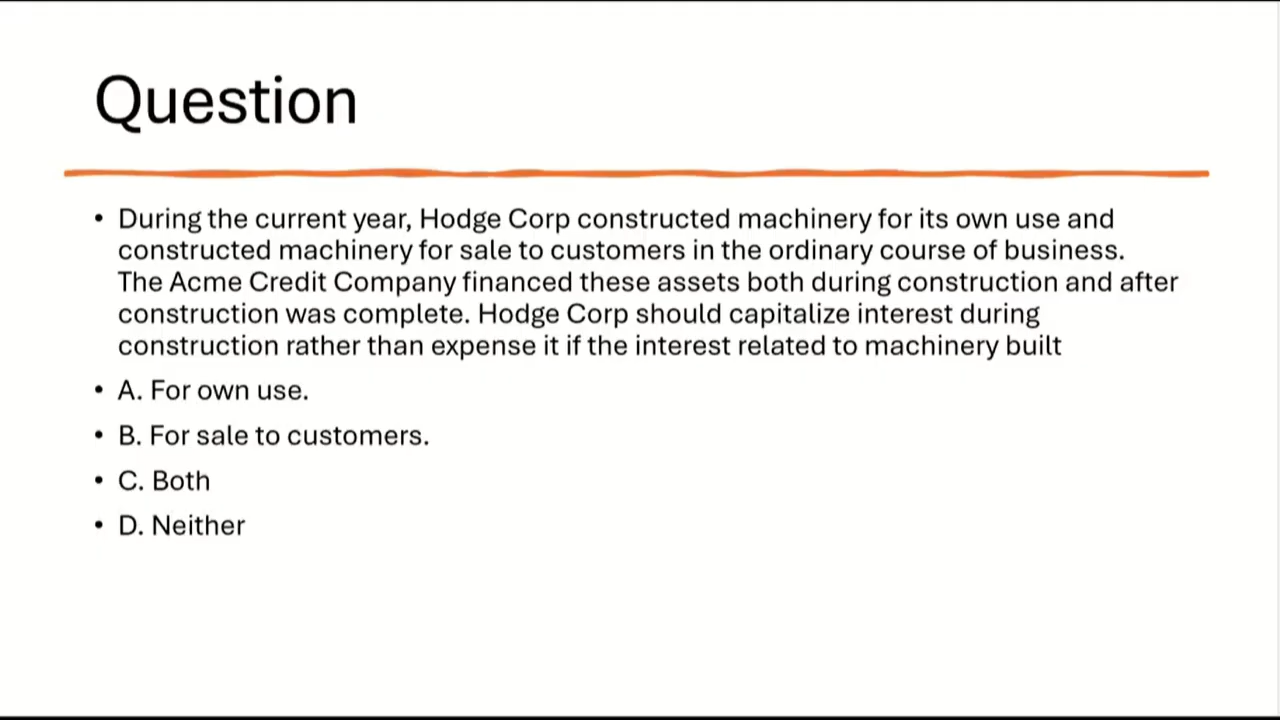 Question
• During the current year, Hodge Corp constructed machinery for its own use and
constructed machinery for sale to customers in the ordinary course of business.
The Acme Credit Company financed these assets both during construction and after
construction was complete. Hodge Corp should capitalize interest during
construction rather than expense it if the interest related to machinery built
• A. For own use.
• B. For sale to customers.
• C. Both
• D. Neither